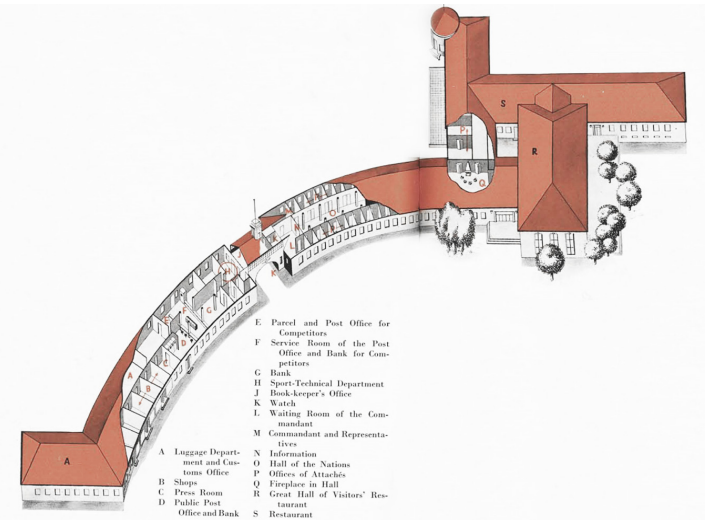 S
P
R
Q
O
N
L
K
H
F
G
E
D
C
A
B
A
E Parcel and Post Office for
Competitors
F Service Room of the Post
Office and Bank for Com-
petitors
G Bank
H Sport-Technical Department
J Book-keeper's Office
K Watch
L Waiting Room of the Com-
mandant
M Commandant and Representa-
tives
N Information
O Hall of the Nations
P Offices of Attachés
Q Fireplace in Hall
R Great Hall of Visitors' Res-
taurant
S Restaurant
A Luggage Depart-
ment and Cus-
toms Office
B Shops
C Press Room
D Public Post
Office and Bank